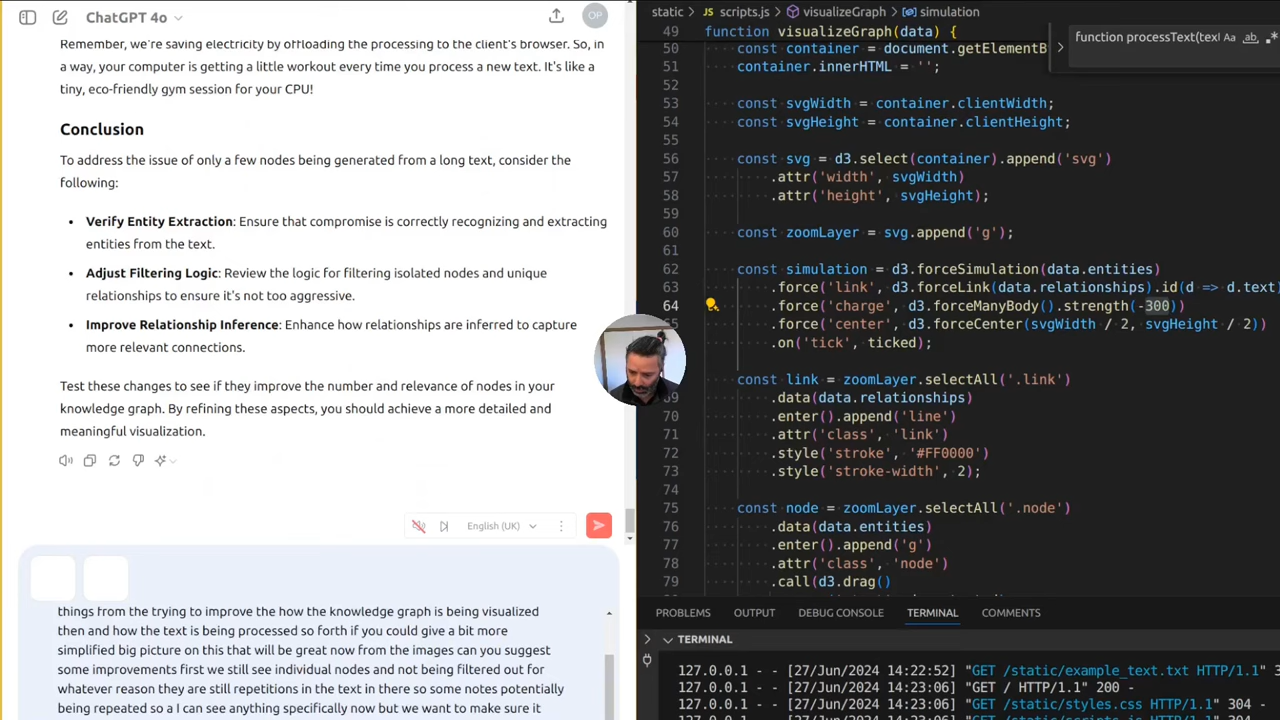 ChatGPT 4o
OP
Remember, we're saving electricity by offloading the processing to the client's browser. So, in
a way, your computer is getting a little workout every time you process a new text. It's like a
tiny, eco-friendly gym session for your CPU!
Conclusion
To address the issue of only a few nodes being generated from a long text, consider the
following:
• Verify Entity Extraction: Ensure that compromise is correctly recognizing and extracting
entities from the text.
• Adjust Filtering Logic: Review the logic for filtering isolated nodes and unique
relationships to ensure it's not too aggressive.
• Improve Relationship Inference: Enhance how relationships are inferred to capture
more relevant connections.
Test these changes to see if they improve the number and relevance of nodes in your
knowledge graph. By refining these aspects, you should achieve a more detailed and
meaningful visualization.
English (UK)
things from the trying to improve the how the knowledge graph is being visualized
then and how the text is being processed so forth if you could give a bit more
simplified big picture on this that will be great now from the images can you suggest
some improvements first we still see individual nodes and not being filtered out for
whatever reason they are still repetitions in the text in there so some notes potentially
being repeated so a I can see anything specifically now but we want to make sure it
static > JS scripts.js > visualizeGraph > simulation
function processText(tex Aa ab
49 function visualizeGraph(data) {
50 const container = document.getElementB
51 container.innerHTML = '';
52
53 const svgWidth = container.clientWidth;
54 const svgHeight = container.clientHeight;
55
56 const svg = d3.select(container).append('svg')
57 .attr('width', svgWidth)
58 .attr('height', svgHeight);
59
60 const zoomLayer = svg.append('g');
61
62 const simulation = d3.forceSimulation(data.entities)
63 .force('link', d3.forceLink(data.relationships).id(d => d.text)
64 .force('charge', d3.forceManyBody().strength(-300))
.force('center', d3.forceCenter(svgWidth / 2, svgHeight / 2))
.on('tick', ticked);
const link = zoomLayer.selectAll('.link')
69 .data(data.relationships)
70 .enter().append('line')
71 .attr('class', 'link')
72 .style('stroke', '#FF0000')
73 .style('stroke-width', 2);
74
75 const node = zoomLayer.selectAll('.node')
76 .data(data.entities)
77 .enter().append('g')
78 .attr('class', 'node')
79 .call(d3.drag()
PROBLEMS OUTPUT DEBUG CONSOLE TERMINAL COMMENTS
TERMINAL
127.0.0.1 - - [27/Jun/2024 14:22:52] "GET /static/example_text.txt HTTP/1.1" 3
127.0.0.1 - - [27/Jun/2024 14:23:06] "GET / HTTP/1.1" 200 -
127.0.0.1 - - [27/Jun/2024 14:23:06] "GET /static/styles.css HTTP/1.1" 304 -